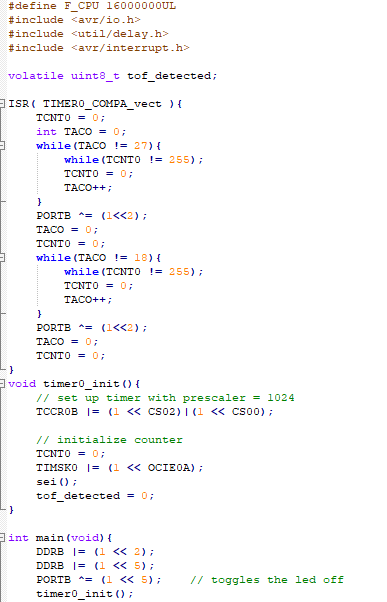 #define F_CPU 16000000UL
#include <avr/io.h>
#include <util/delay.h>
#include <avr/interrupt.h>

volatile uint8_t tof_detected;

ISR( TIMER0_COMPA_vect ){
    TCNT0 = 0;
    int TACO = 0;
    while(TACO != 27){
        while(TCNT0 != 255);
        TCNT0 = 0;
        TACO++;
    }
    PORTB ^= (1<<2);
    TACO = 0;
    TCNT0 = 0;
    while(TACO != 18){
        while(TCNT0 != 255);
        TCNT0 = 0;
        TACO++;
    }
    PORTB ^= (1<<2);
    TACO = 0;
    TCNT0 = 0;
}
void timer0_init(){
    // set up timer with prescaler = 1024
    TCCR0B |= (1 << CS02)|(1 << CS00);

    // initialize counter
    TCNT0 = 0;
    TIMSK0 |= (1 << OCIE0A);
    sei();
    tof_detected = 0;
}

int main(void){
    DDRB |= (1 << 2);
    DDRB |= (1 << 5);
    PORTB ^= (1 << 5);    // toggles the led off
    timer0_init();